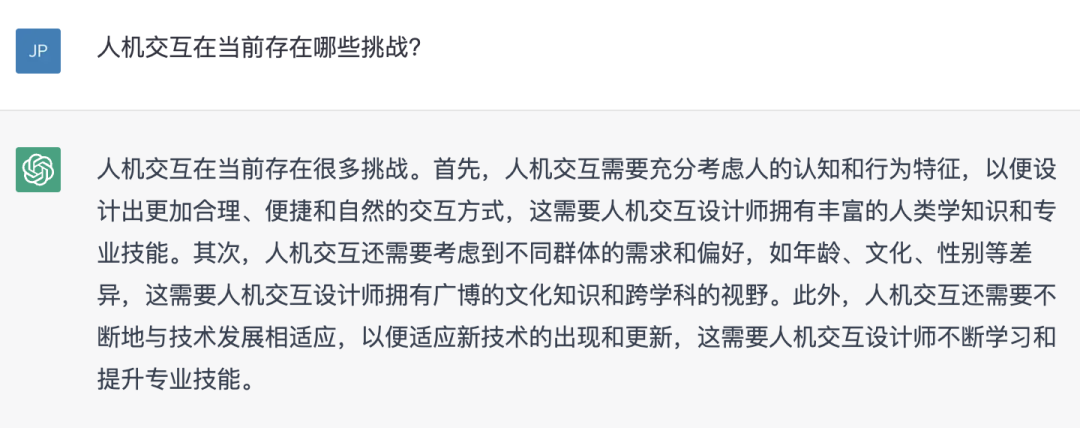 JP
人机交互在当前存在哪些挑战?
人机交互在当前存在很多挑战。首先，人机交互需要充分考虑人的认知和行为特征，以便设
计出更加合理、便捷和自然的交互方式，这需要人机交互设计师拥有丰富的人类学知识和专
业技能。其次，人机交互还需要考虑到不同群体的需求和偏好，如年龄、文化、性别等差
异，这需要人机交互设计师拥有广博的文化知识和跨学科的视野。此外，人机交互还需要不
断地与技术发展相适应，以便适应新技术的出现和更新，这需要人机交互设计师不断学习和
提升专业技能。